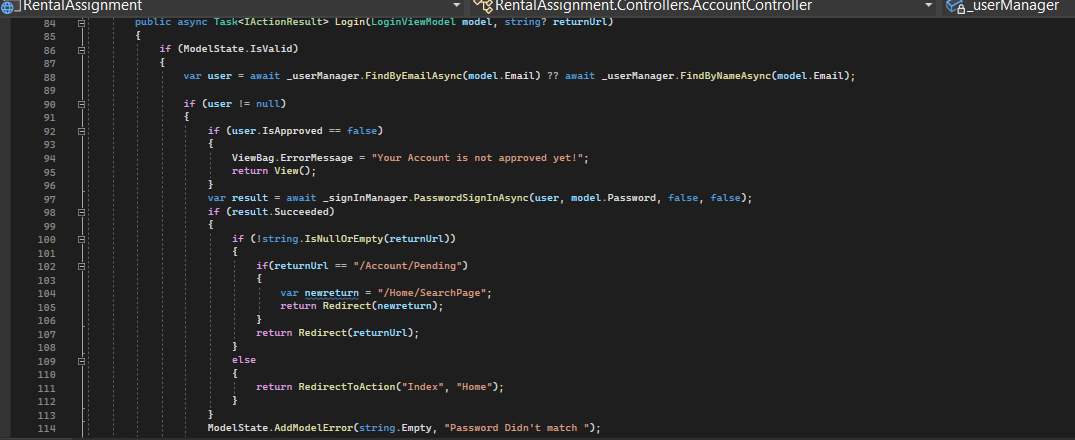 RentalAssignment RentalAssignment.Controllers.AccountController _userManager
84 public async Task<IActionResult> Login(LoginViewModel model, string? returnUrl)
85 {
86 if (ModelState.IsValid)
87 {
88 var user = await _userManager.FindByEmailAsync(model.Email) ?? await _userManager.FindByNameAsync(model.Email);
89
90 if (user != null)
91 {
92 if (user.IsApproved == false)
93 {
94 ViewBag.ErrorMessage = "Your Account is not approved yet!";
95 return View();
96 }
97 var result = await _signInManager.PasswordSignInAsync(user, model.Password, false, false);
98 if (result.Succeeded)
99 {
100 if (!string.IsNullOrEmpty(returnUrl))
101 {
102 if(returnUrl == "/Account/Pending")
103 {
104 var newreturn = "/Home/SearchPage";
105 return Redirect(newreturn);
106 }
107 return Redirect(returnUrl);
108 }
109 else
110 {
111 return RedirectToAction("Index", "Home");
112 }
113 }
114 ModelState.AddModelError(string.Empty, "Password Didn't match ");